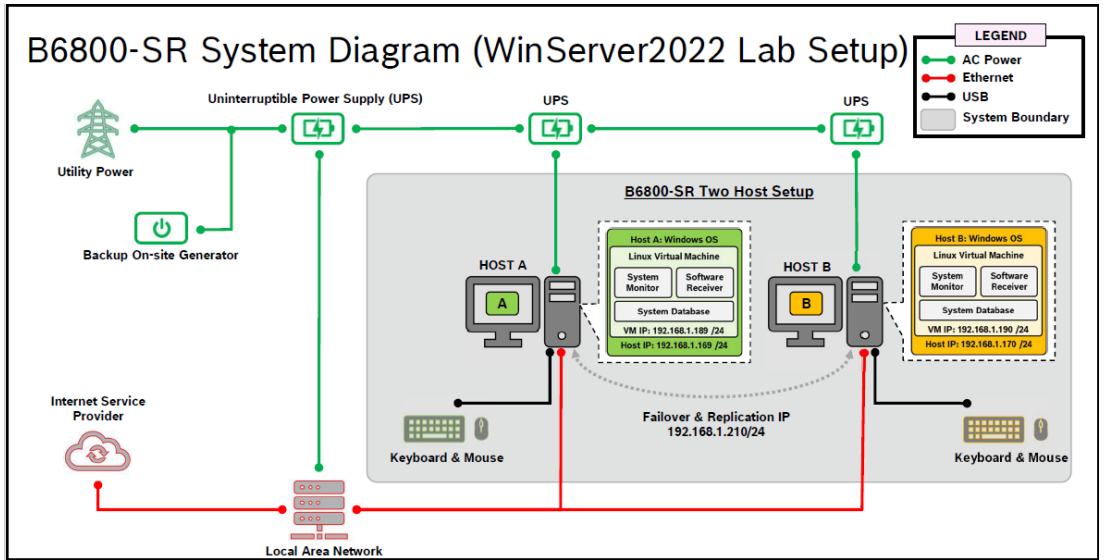 B6800-SR System Diagram (WinServer2022 Lab Setup)
LEGEND
AC Power
Ethernet
USB
System Boundary
Uninterruptible Power Supply (UPS)
UPS
UPS
Utility Power
Backup On-site Generator
B6800-SR Two Host Setup
HOST A
A
Host A: Windows OS
Linux Virtual Machine
System
Monitor
Software
Receiver
System Database
VM IP: 192.168.1.189 /24
Host IP: 192.168.1.169 /24
HOST B
B
Host B: Windows OS
Linux Virtual Machine
System
Monitor
Software
Receiver
System Database
VM IP: 192.168.1.190 /24
Host IP: 192.168.1.170 /24
Failover & Replication IP
192.168.1.210/24
Keyboard & Mouse
Keyboard & Mouse
Internet Service
Provider
Local Area Network